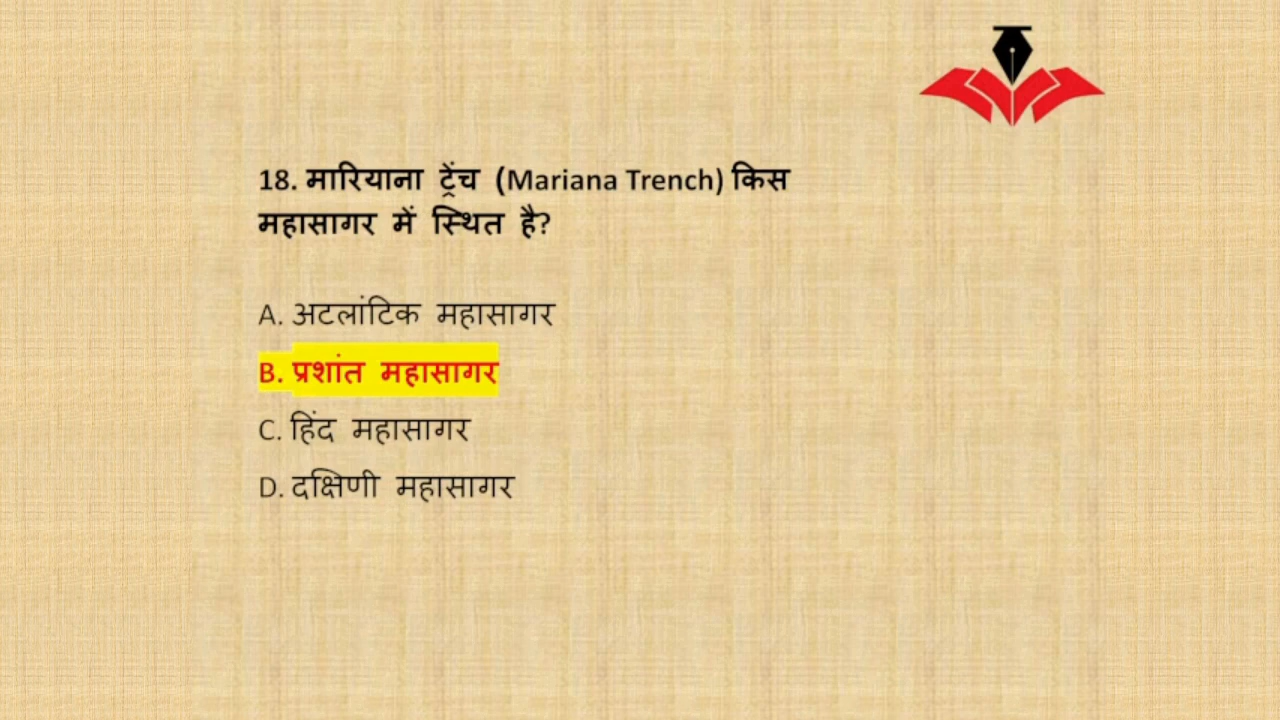 18. मारियाना ट्रेंच (Mariana Trench) किस
महासागर में स्थित है?
A. अटलांटिक महासागर
B. प्रशांत महासागर
C. हिंद महासागर
D. दक्षिणी महासागर